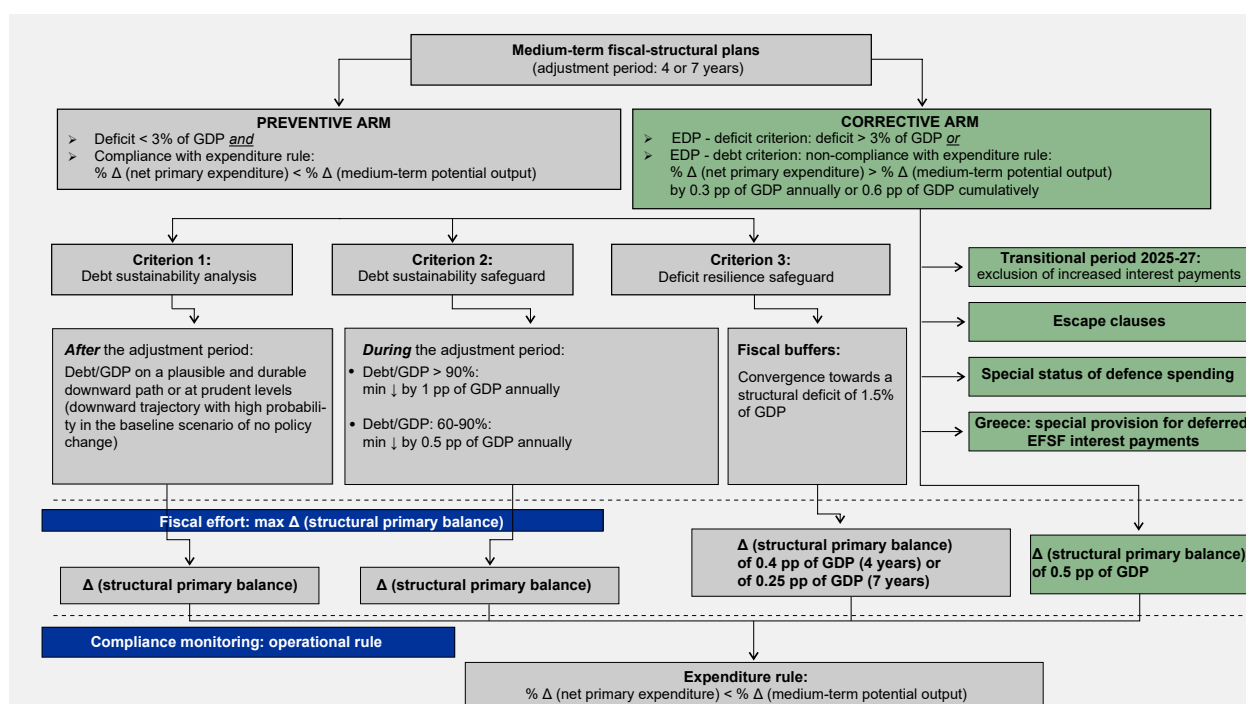 Medium-term fiscal-structural plans
(adjustment period: 4 or 7 years)
PREVENTIVE ARM
➢ Deficit < 3% of GDP and
➢ Compliance with expenditure rule:
% Δ (net primary expenditure) < % Δ (medium-term potential output)
CORRECTIVE ARM
➢ EDP - deficit criterion: deficit > 3% of GDP or
➢ EDP - debt criterion: non-compliance with expenditure rule:
% Δ (net primary expenditure) > % Δ (medium-term potential output)
by 0.3 pp of GDP annually or 0.6 pp of GDP cumulatively
Criterion 1:
Debt sustainability analysis
Criterion 2:
Debt sustainability safeguard
Criterion 3:
Deficit resilience safeguard
Transitional period 2025-27:
exclusion of increased interest payments
Escape clauses
Special status of defence spending
Greece: special provision for deferred
EFSF interest payments
After the adjustment period:
Debt/GDP on a plausible and durable
downward path or at prudent levels
(downward trajectory with high probabili-
ty in the baseline scenario of no policy
change)
During the adjustment period:
• Debt/GDP > 90%:
min ↓ by 1 pp of GDP annually
• Debt/GDP: 60-90%:
min ↓ by 0.5 pp of GDP annually
Fiscal buffers:
Convergence towards a
structural deficit of 1.5%
of GDP
Fiscal effort: max Δ (structural primary balance)
Δ (structural primary balance)
Δ (structural primary balance)
Δ (structural primary balance)
of 0.4 pp of GDP (4 years) or
of 0.25 pp of GDP (7 years)
Δ (structural primary balance)
of 0.5 pp of GDP
Compliance monitoring: operational rule
Expenditure rule:
% Δ (net primary expenditure) < % Δ (medium-term potential output)